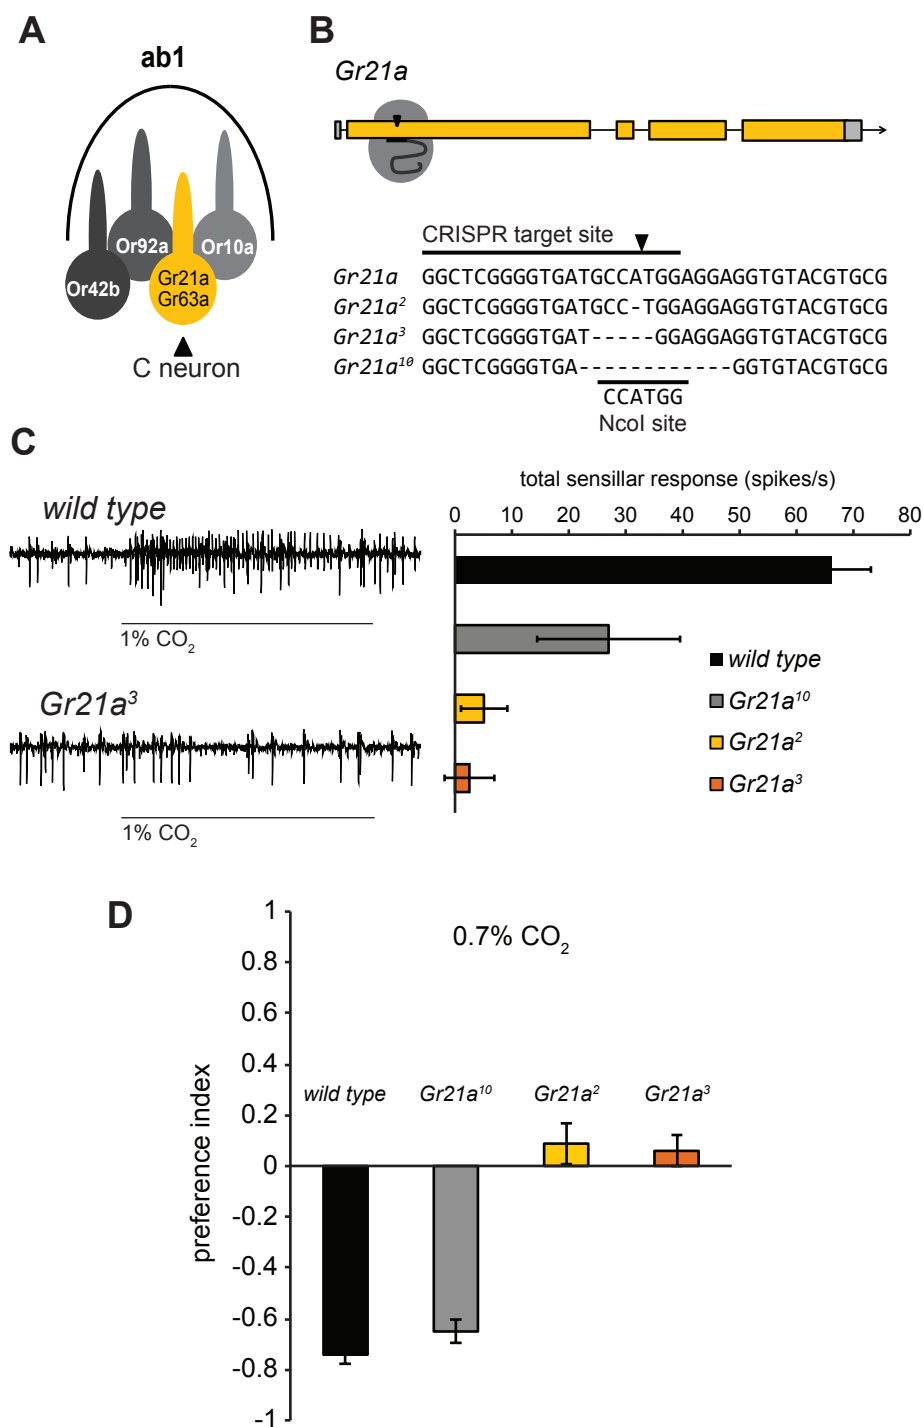 A
ab1
Or92a
Or10a
Or42b
Gr21a
Gr63a
C neuron
B
Gr21a
CRISPR target site
Gr21a GGCTCGGGGTGATGCCATGGAGGAGGTGTACGTGCG
Gr21a² GGCTCGGGGTGATGCC-TGGAGGAGGTGTACGTGCG
Gr21a³ GGCTCGGGGTGAT-----GGAGGAGGTGTACGTGCG
Gr21a¹⁰ GGCTCGGGGTGA------------GGTGTACGTGCG
CCATGG
NcoI site
C
wild type
1% CO₂
Gr21a³
1% CO₂
total sensillar response (spikes/s)
0 10 20 30 40 50 60 70 80
wild type
Gr21a¹⁰
Gr21a²
Gr21a³
D
0.7% CO₂
preference index
1
0.8
0.6
0.4
0.2
0
-0.2
-0.4
-0.6
-0.8
-1
wild type Gr21a¹⁰ Gr21a² Gr21a³